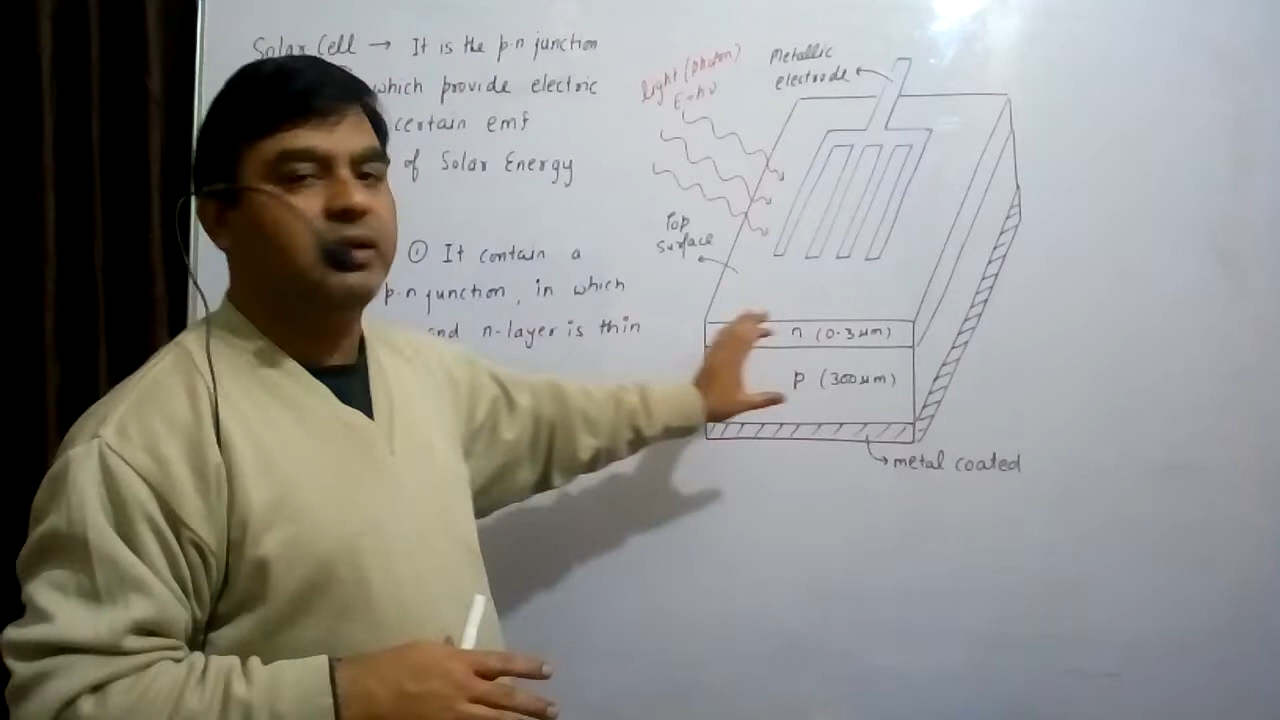 Solar Cell → It is the p-n junction
which provide electric
certain emf
of Solar Energy
① It contain a
p-n junction, in which
and n-layer is thin
light (photon)
E=hν
Metallic
electrode
Top
surface
n (0.3μm)
p (300μm)
metal coated